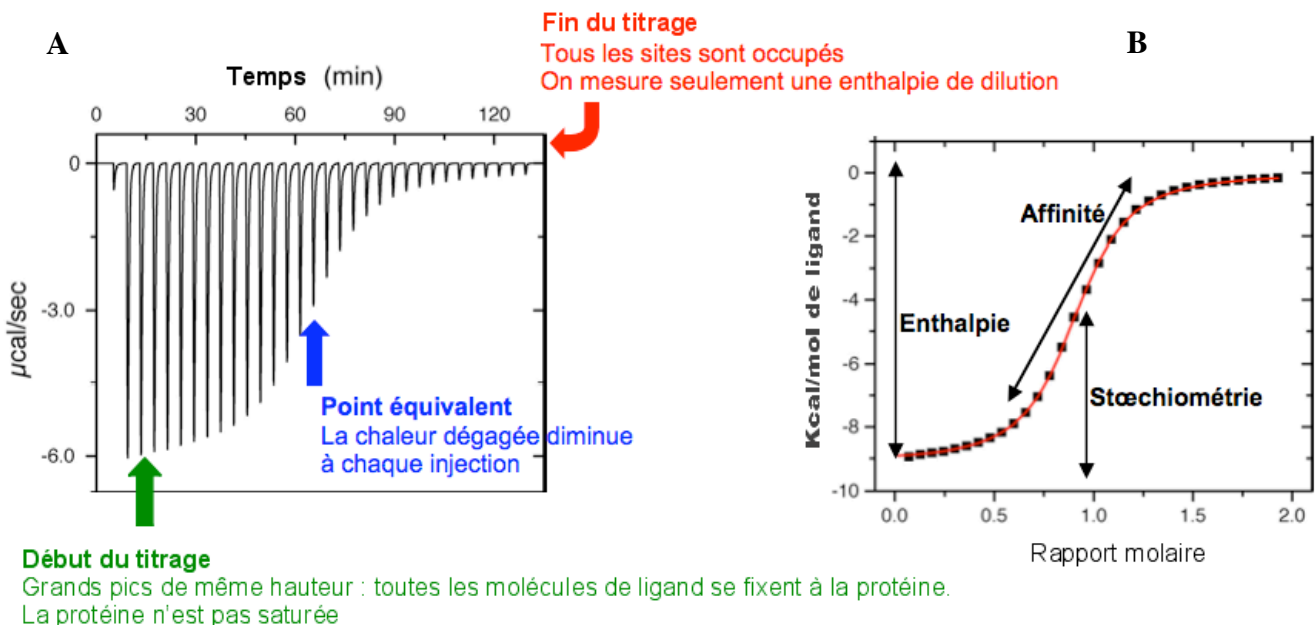 A
Temps (min)
0 30 60 90 120
Fin du titrage
Tous les sites sont occupés
On mesure seulement une enthalpie de dilution
0
-3.0
-6.0
µcal/sec
Point équivalent
La chaleur dégagée diminue
à chaque injection
Début du titrage
Grands pics de même hauteur : toutes les molécules de ligand se fixent à la protéine.
La protéine n'est pas saturée
B
Kcal/mol de ligand
0
-2
-4
-6
-8
-10
Affinité
Enthalpie
Stœchiométrie
0.0 0.5 1.0 1.5 2.0
Rapport molaire